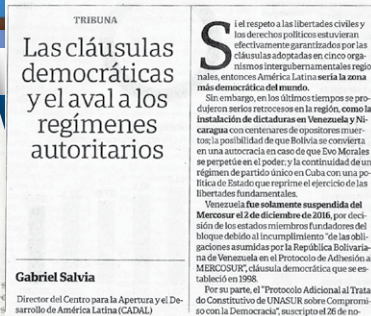 TRIBUNA
Las cláusulas
democráticas
y el aval a los
regímenes
autoritarios
Gabriel Salvia
Director del Centro para la Apertura y el De-
sarrollo de América Latina (CADAL)
Si el respeto a las libertades civiles y
los derechos políticos estuvieran
efectivamente garantizados por las
cláusulas adoptadas en cinco orga-
nismos intergubernamentales regio-
nales, entonces América Latina sería la zona
más democrática del mundo.
Sin embargo, en los últimos tiempos se pro-
dujeron serios retrocesos en la región, como la
instalación de dictaduras en Venezuela y Ni-
caragua con centenares de opositores muer-
tos; la posibilidad de que Bolivia se convierta
en una autocracia en caso de que Evo Morales
se perpetúe en el poder; y la continuidad de un
régimen de partido único en Cuba con una po-
lítica de Estado que reprime el ejercicio de las
libertades fundamentales.
Venezuela fue solamente suspendida del
Mercosur el 2 de diciembre de 2016, por deci-
sión de los estados miembros fundadores del
bloque debido al incumplimiento "de las obli-
gaciones asumidas por la República Bolivaria-
na de Venezuela en el Protocolo de Adhesión al
MERCOSUR", cláusula democrática que se es-
tableció en 1998.
Por su parte, el "Protocolo Adicional al Trata-
do Constitutivo de UNASUR sobre Compromi-
so con la Democracia", suscripto el 26 de no-